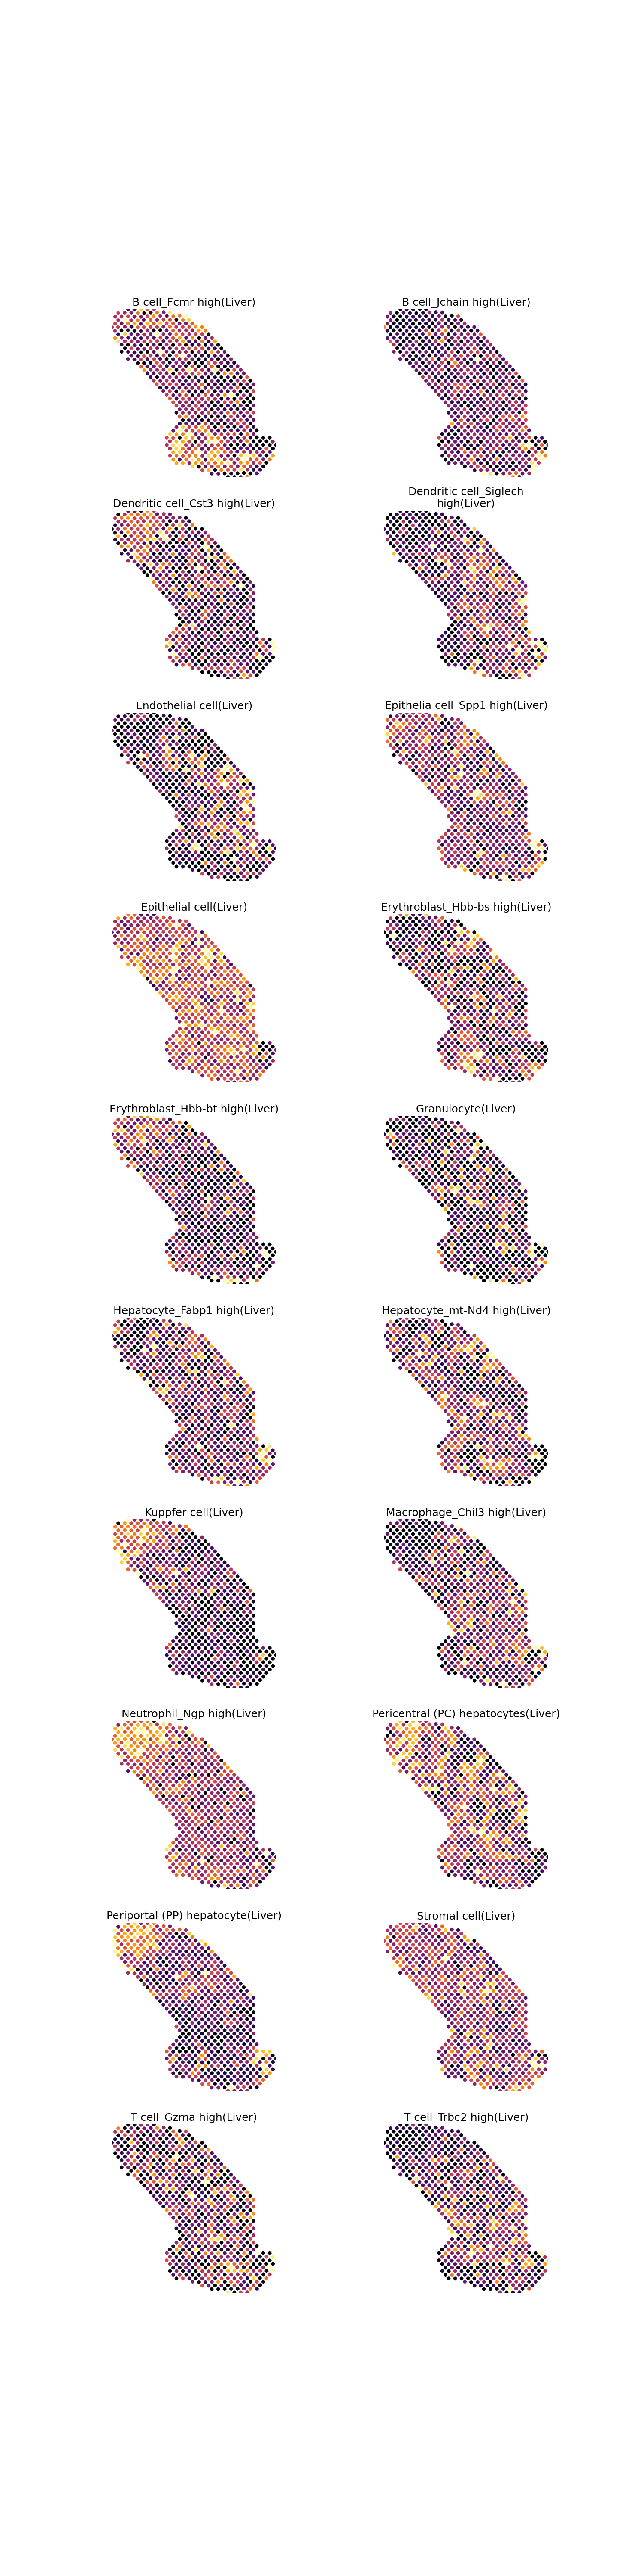 B cell_Fcmr high(Liver)
B cell_Jchain high(Liver)
Dendritic cell_Cst3 high(Liver)
Dendritic cell_Siglech
high(Liver)
Endothelial cell(Liver)
Epithelia cell_Spp1 high(Liver)
Epithelial cell(Liver)
Erythroblast_Hbb-bs high(Liver)
Erythroblast_Hbb-bt high(Liver)
Granulocyte(Liver)
Hepatocyte_Fabp1 high(Liver)
Hepatocyte_mt-Nd4 high(Liver)
Kuppfer cell(Liver)
Macrophage_Chil3 high(Liver)
Neutrophil_Ngp high(Liver)
Pericentral (PC) hepatocytes(Liver)
Periportal (PP) hepatocyte(Liver)
Stromal cell(Liver)
T cell_Gzma high(Liver)
T cell_Trbc2 high(Liver)